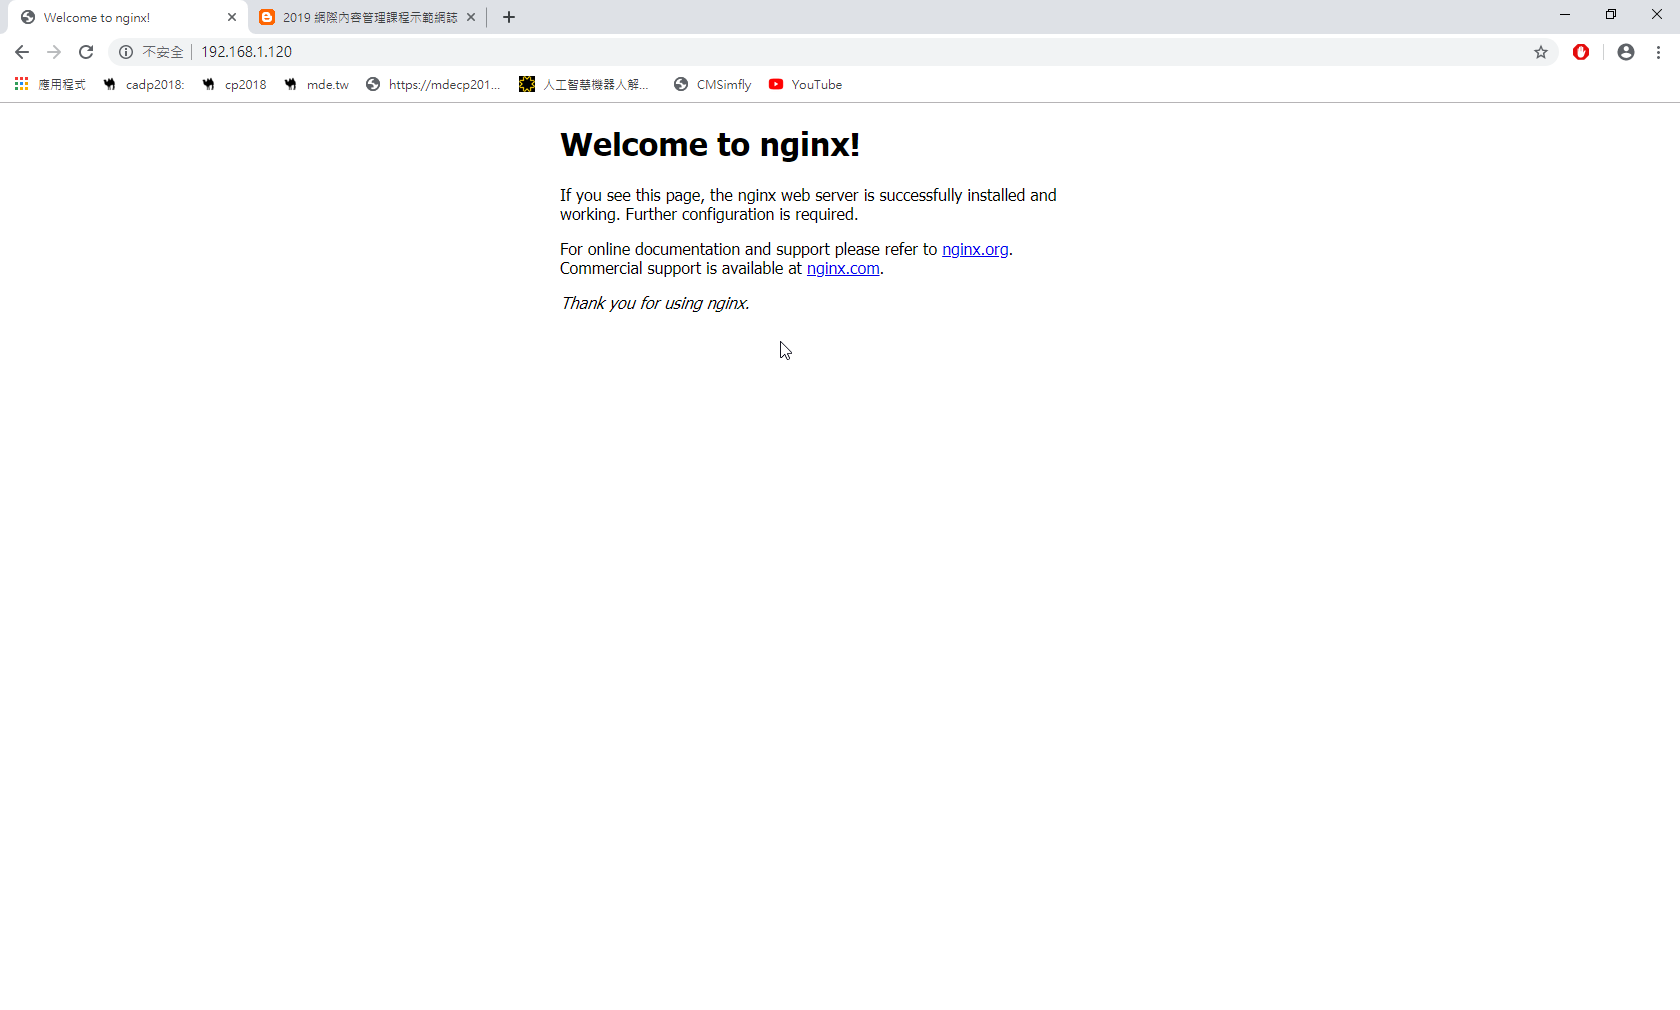 Welcome to nginx!
2019 網際內容管理課程示範網誌
不安全 192.168.1.120
應用程式 cadp2018: cp2018 mde.tw https://mdecp201... 人工智慧機器人解... CMSimfly YouTube
Welcome to nginx!
If you see this page, the nginx web server is successfully installed and
working. Further configuration is required.
For online documentation and support please refer to nginx.org.
Commercial support is available at nginx.com.
Thank you for using nginx.